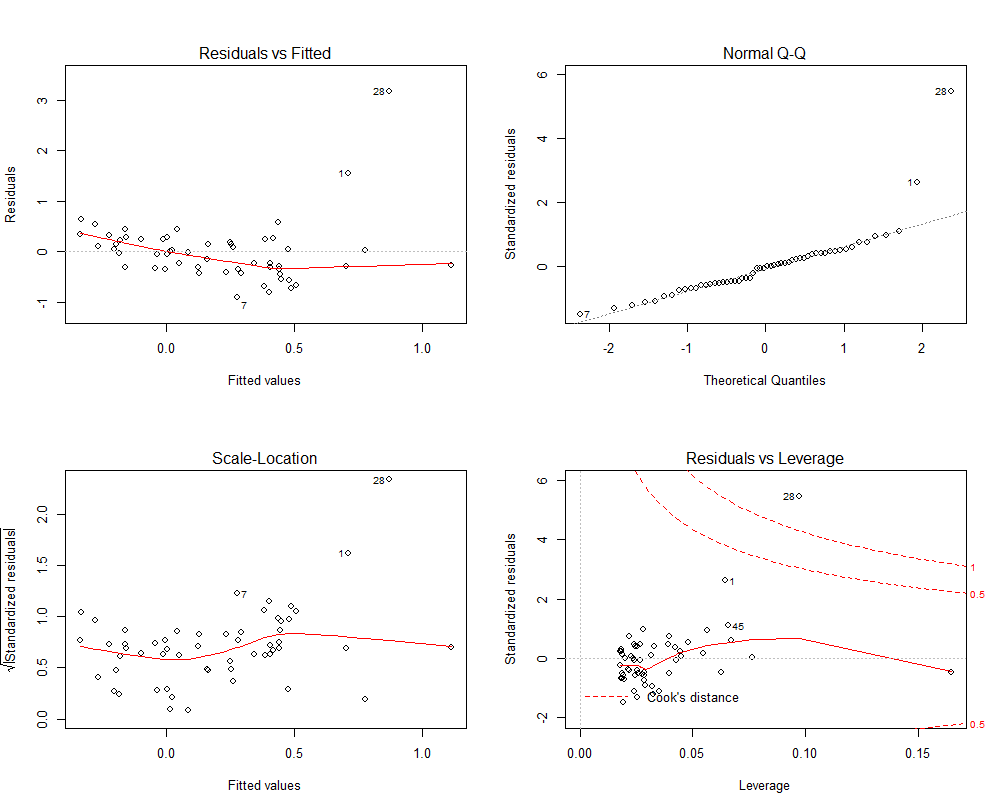 Residuals vs Fitted
Residuals
3
2
1
0
-1
28
1
7
0.0 0.5 1.0
Fitted values
Normal Q-Q
Standardized residuals
6
4
2
0
28
1
7
-2 -1 0 1 2
Theoretical Quantiles
Scale-Location
√|Standardized residuals|
2.0
1.5
1.0
0.5
0.0
28
1
7
0.0 0.5 1.0
Fitted values
Residuals vs Leverage
Standardized residuals
6
4
2
0
-2
28
1
45
1
0.5
0.5
Cook's distance
0.00 0.05 0.10 0.15
Leverage